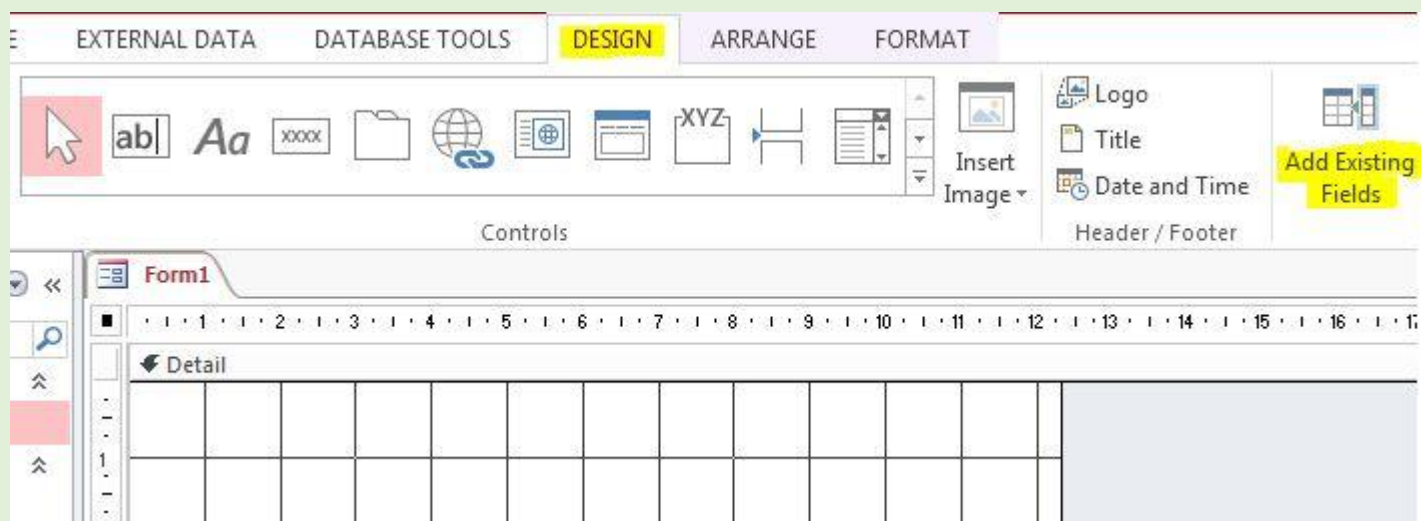 E EXTERNAL DATA DATABASE TOOLS DESIGN ARRANGE FORMAT
ab| Aa xxxx XYZ
Insert
Image
Logo
Title
Date and Time
Add Existing
Fields
Controls
Header / Footer
Form1
1 2 3 4 5 6 7 8 9 10 11 12 13 14 15 16
Detail
1